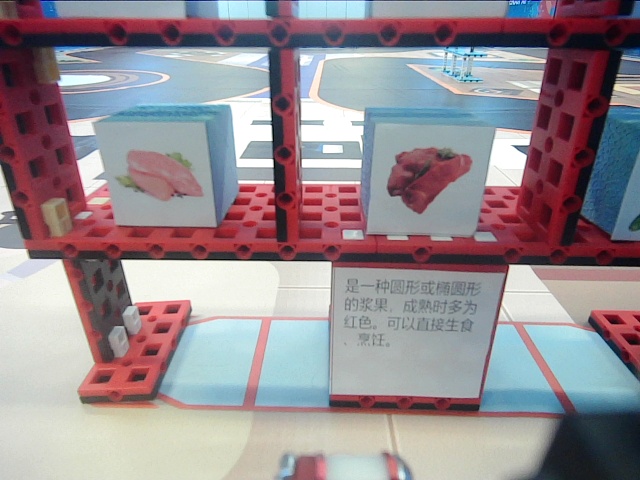 是一种圆形或椭圆形
的浆果，成熟时多为
红色。可以直接生食
、烹饪。